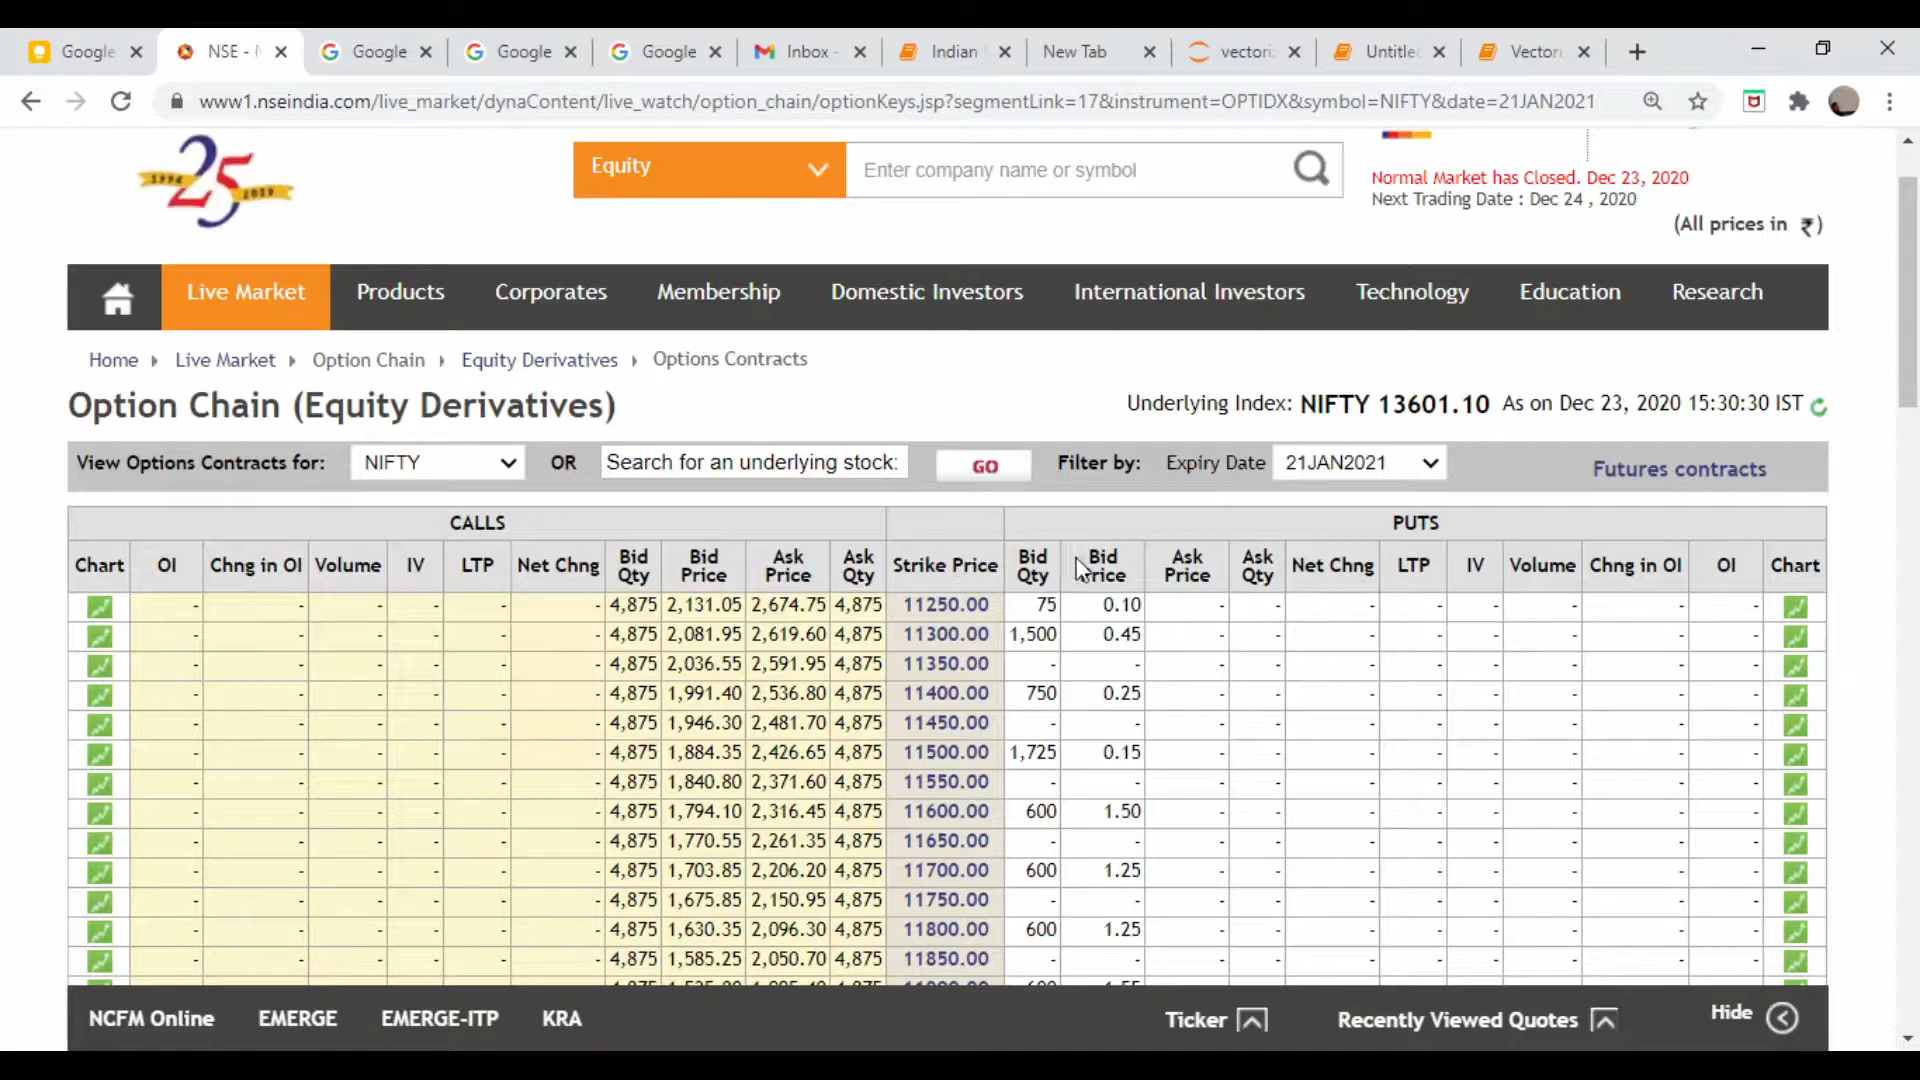 Google
NSE - N
Google
Google
Google
Inbox -
Indian
New Tab
vectori
Untitle
Vector
www1.nseindia.com/live_market/dynaContent/live_watch/option_chain/optionKeys.jsp?segmentLink=17&instrument=OPTIDX&symbol=NIFTY&date=21JAN2021
1994 25 2019
Equity
Enter company name or symbol
Normal Market has Closed. Dec 23, 2020
Next Trading Date : Dec 24 , 2020
(All prices in ₹)
Live Market Products Corporates Membership Domestic Investors International Investors Technology Education Research
Home Live Market Option Chain Equity Derivatives Options Contracts
Option Chain (Equity Derivatives)
Underlying Index: NIFTY 13601.10 As on Dec 23, 2020 15:30:30 IST
View Options Contracts for: NIFTY OR Search for an underlying stock: GO Filter by: Expiry Date 21JAN2021 Futures contracts
CALLS PUTS
Chart OI Chng in OI Volume IV LTP Net Chng Bid Qty Bid Price Ask Price Ask Qty Strike Price Bid Qty Bid Price Ask Price Ask Qty Net Chng LTP IV Volume Chng in OI OI Chart
- - - - - - 4,875 2,131.05 2,674.75 4,875 11250.00 75 0.10 - - - - - - - -
- - - - - - 4,875 2,081.95 2,619.60 4,875 11300.00 1,500 0.45 - - - - - - - -
- - - - - - 4,875 2,036.55 2,591.95 4,875 11350.00 - - - - - - - - - -
- - - - - - 4,875 1,991.40 2,536.80 4,875 11400.00 750 0.25 - - - - - - - -
- - - - - - 4,875 1,946.30 2,481.70 4,875 11450.00 - - - - - - - - - -
- - - - - - 4,875 1,884.35 2,426.65 4,875 11500.00 1,725 0.15 - - - - - - - -
- - - - - - 4,875 1,840.80 2,371.60 4,875 11550.00 - - - - - - - - - -
- - - - - - 4,875 1,794.10 2,316.45 4,875 11600.00 600 1.50 - - - - - - - -
- - - - - - 4,875 1,770.55 2,261.35 4,875 11650.00 - - - - - - - - - -
- - - - - - 4,875 1,703.85 2,206.20 4,875 11700.00 600 1.25 - - - - - - - -
- - - - - - 4,875 1,675.85 2,150.95 4,875 11750.00 - - - - - - - - - -
- - - - - - 4,875 1,630.35 2,096.30 4,875 11800.00 600 1.25 - - - - - - - -
- - - - - - 4,875 1,585.25 2,050.70 4,875 11850.00 - - - - - - - - - -
NCFM Online EMERGE EMERGE-ITP KRA Ticker Recently Viewed Quotes Hide